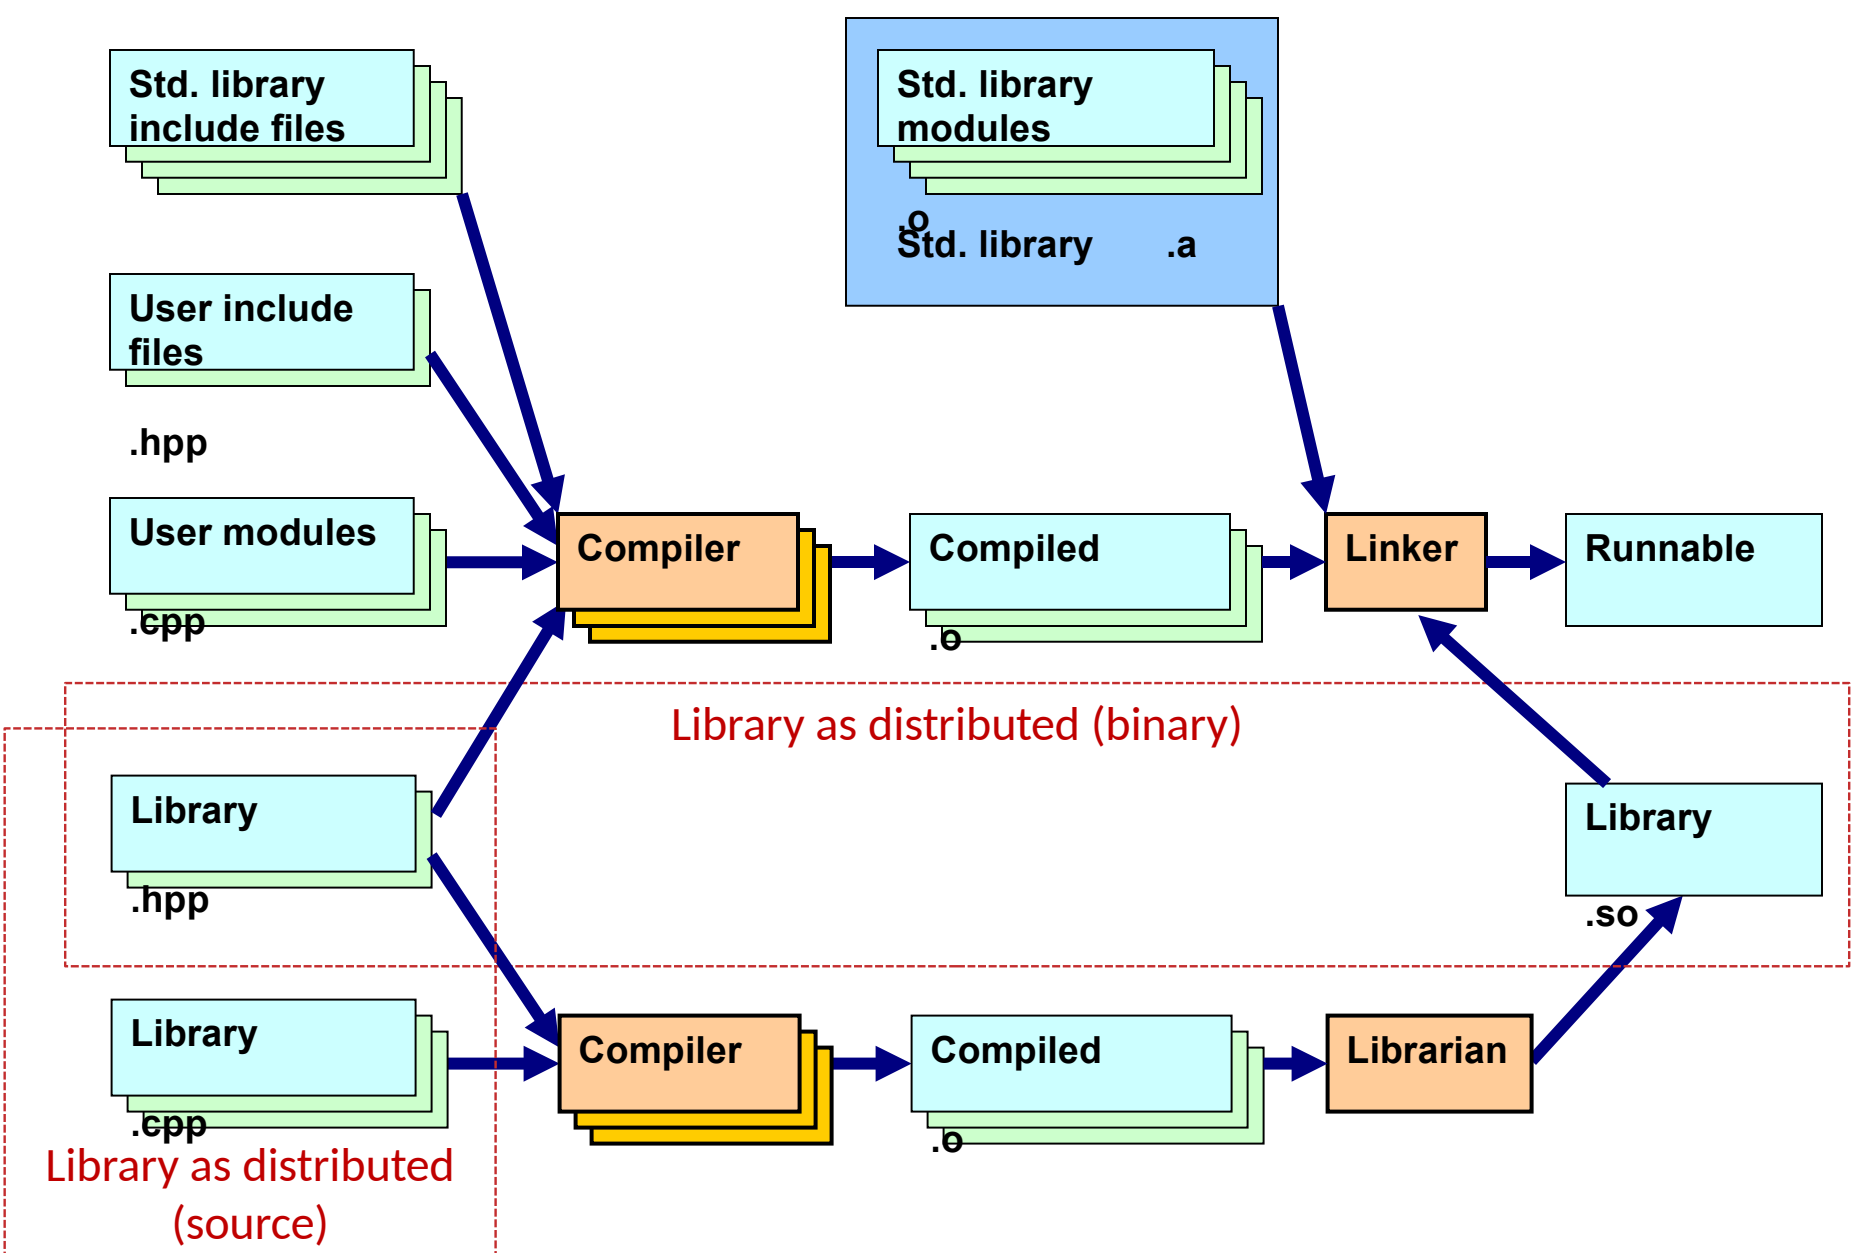 Std. library
include files
Std. library
modules
.o
Std. library .a
User include
files
.hpp
User modules
.cpp
Compiler
Compiled
.o
Linker
Runnable
Library as distributed (binary)
Library
.hpp
Library
.so
Library
.cpp
Compiler
Compiled
.o
Librarian
Library as distributed
(source)